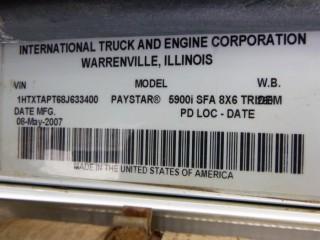 INTERNATIONAL TRUCK AND ENGINE CORPORATION
WARRENVILLE, ILLINOIS
VIN MODEL W.B.
1HTXTAPT68J633400 PAYSTAR® 5900i SFA 8X6
DATE MFG. PD LOC - DATE
08-May-2007
MADE IN THE UNITED STATES OF AMERICA